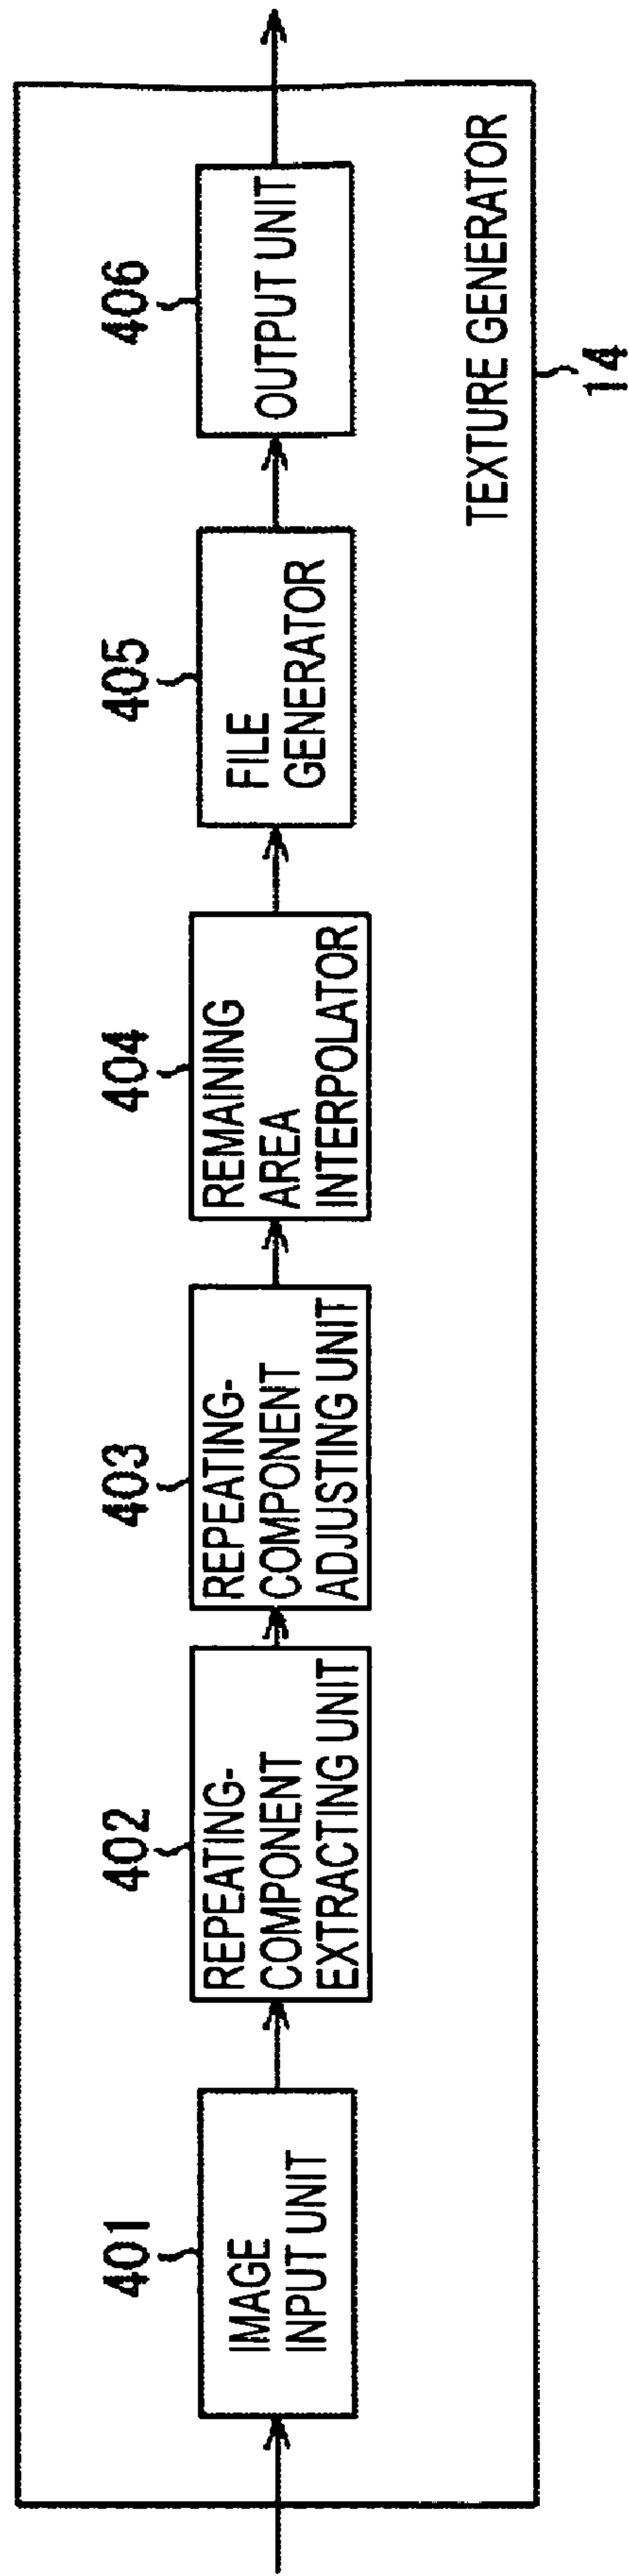 401
IMAGE
INPUT UNIT
402
REPEATING-
COMPONENT
EXTRACTING UNIT
403
REPEATING-
COMPONENT
ADJUSTING UNIT
404
REMAINING
AREA
INTERPOLATOR
405
FILE
GENERATOR
406
OUTPUT UNIT
TEXTURE GENERATOR
14